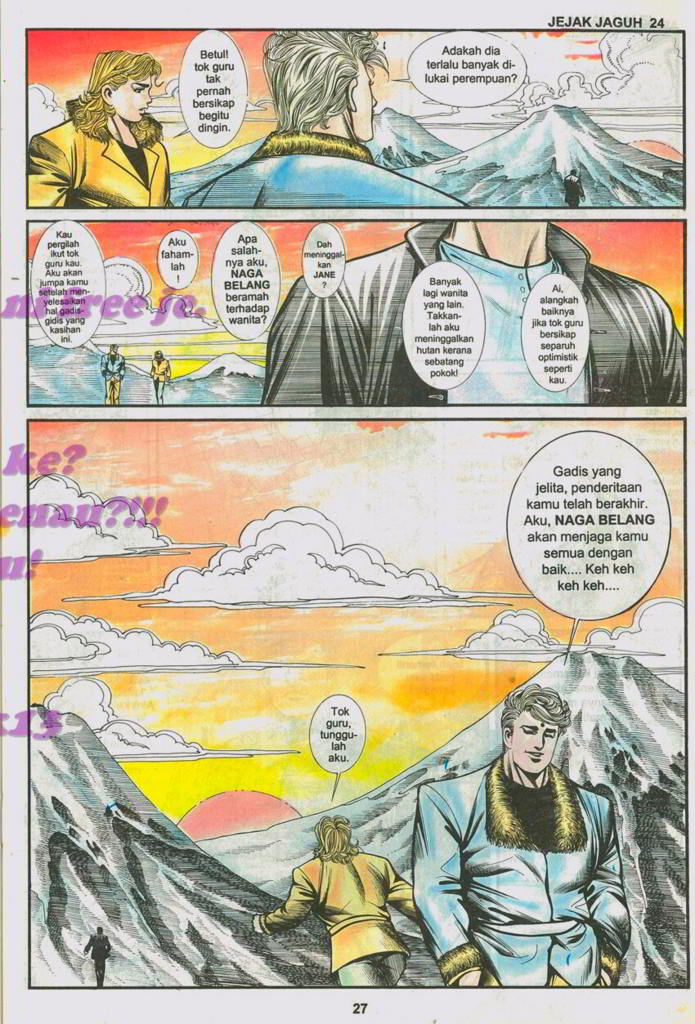 JEJAK JAGUH 24
Betul!
tok guru
tak
pernah
bersikap
begitu
dingin.
Adakah dia
terlalu banyak di-
lukai perempuan?
Kau
pergilah
ikut tok
guru kau.
Aku akan
jumpa kamu
setelah men-
yelesaikan
hal gadis-
gidis yang
kasihan
ini.
Aku
faham-
lah
!
Apa
salah-
nya aku,
NAGA
BELANG
beramah
terhadap
wanita?
Dah
meninggal-
kan
JANE
?
Banyak
lagi wanita
yang lain.
Takkan-
lah aku
meninggalkan
hutan kerana
sebatang
pokok!
Ai,
alangkah
baiknya
jika tok guru
bersikap
separuh
optimistik
seperti
kau.
ke?
enau?!!!
u!
Gadis yang
jelita, penderitaan
kamu telah berakhir.
Aku, NAGA BELANG
akan menjaga kamu
semua dengan
baik.... Keh keh
keh keh....
Tok
guru,
tunggu-
lah
aku.
27